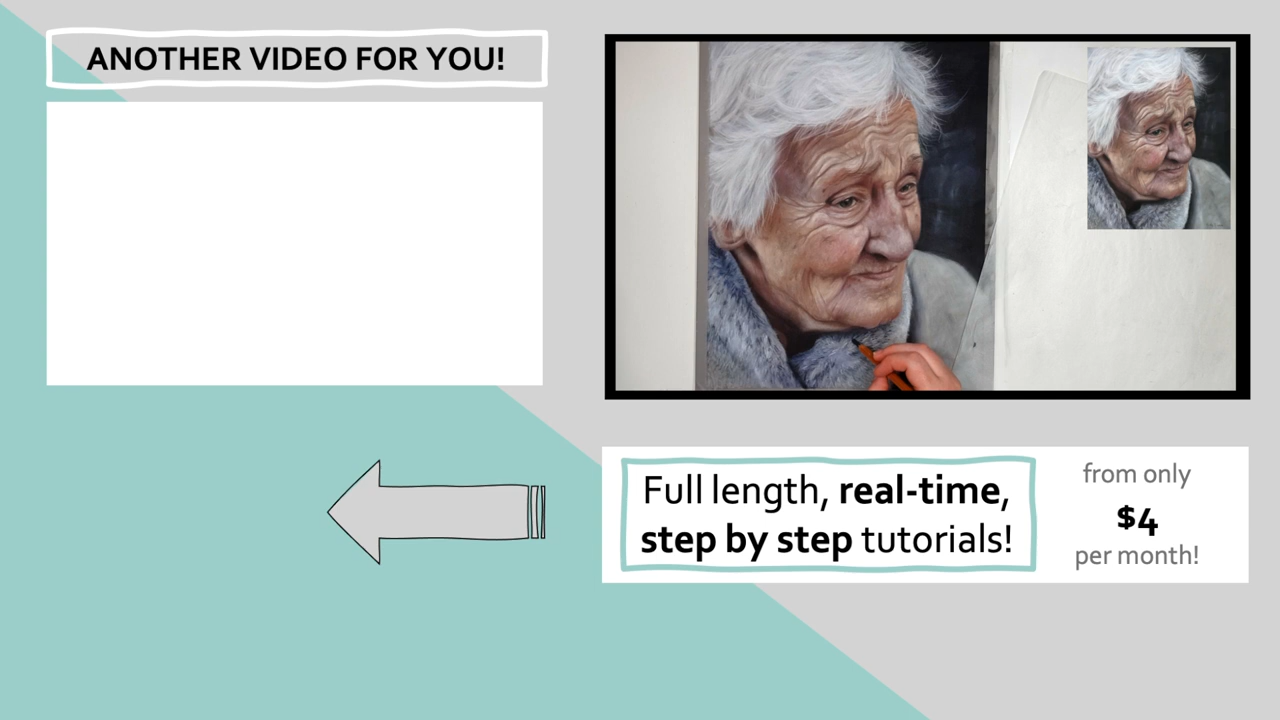 ANOTHER VIDEO FOR YOU!
Full length, real-time,
step by step tutorials!
from only
$4
per month!